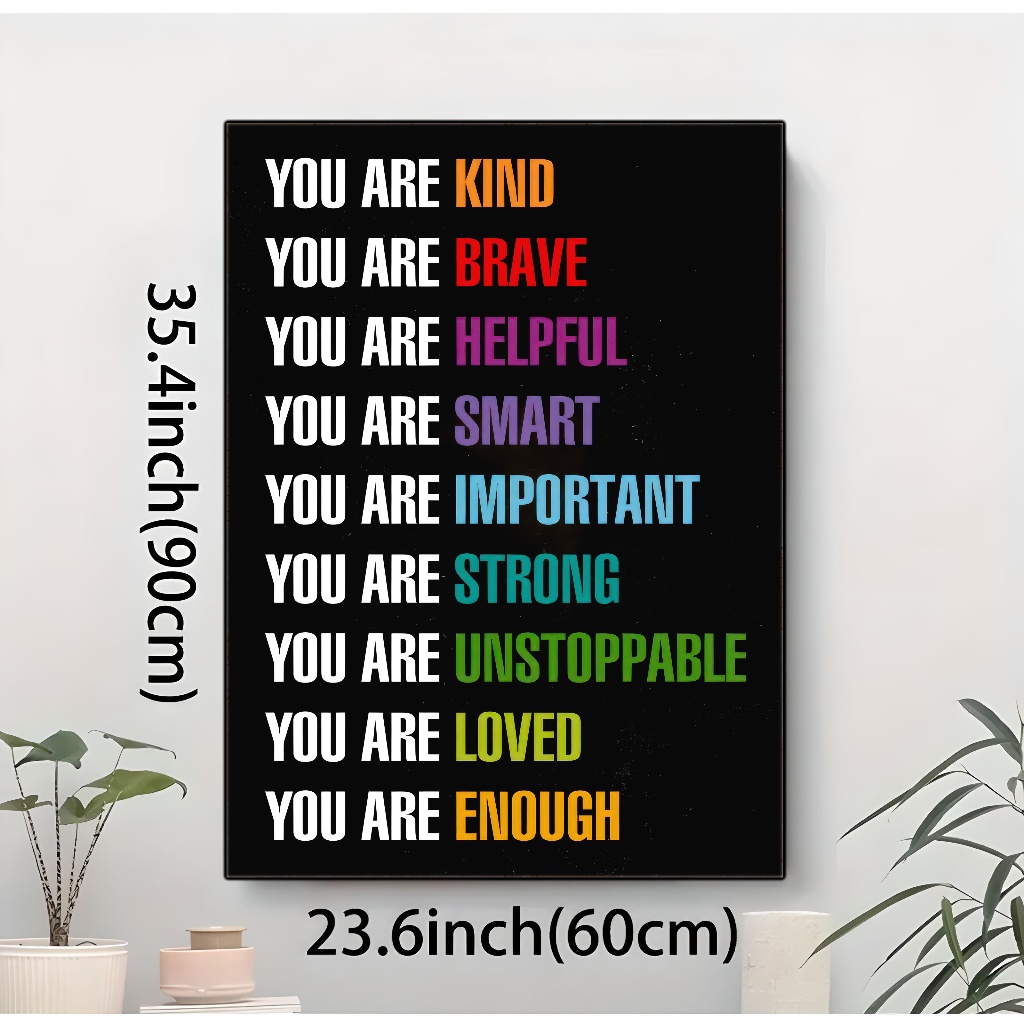 YOU ARE KIND
YOU ARE BRAVE
YOU ARE HELPFUL
YOU ARE SMART
YOU ARE IMPORTANT
YOU ARE STRONG
YOU ARE UNSTOPPABLE
YOU ARE LOVED
YOU ARE ENOUGH
35.4inch(90cm)
23.6inch(60cm)